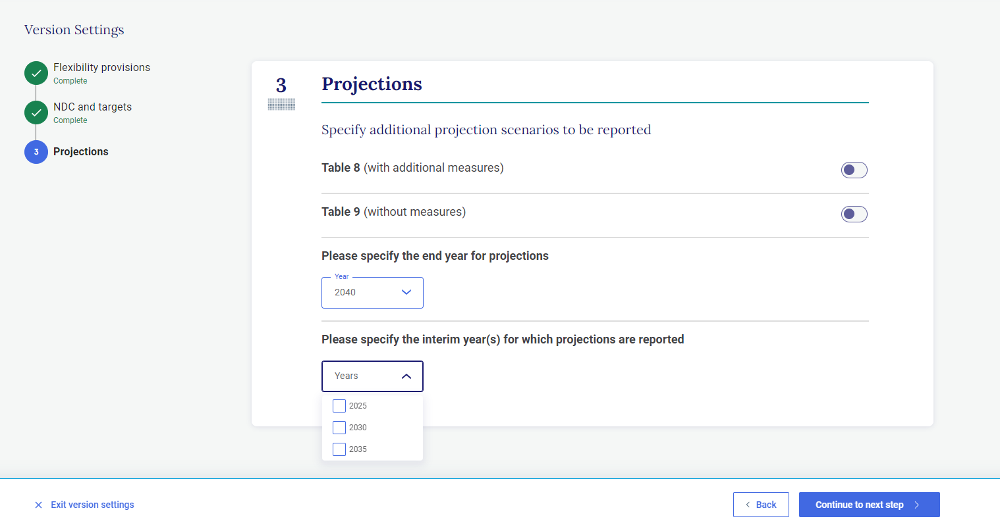 Version Settings
Flexibility provisions
Complete
NDC and targets
Complete
3
Projections
3
Projections
Specify additional projection scenarios to be reported
Table 8 (with additional measures)
Table 9 (without measures)
Please specify the end year for projections
Year
2040
Please specify the interim year(s) for which projections are reported
Years
2025
2030
2035
Exit version settings
Back
Continue to next step